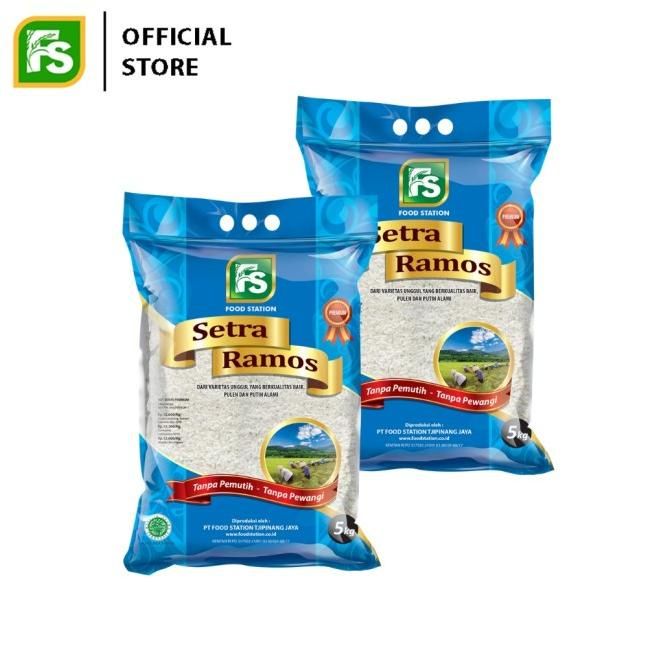 FS
OFFICIAL
STORE
FS
FOOD STATION
PREMIUM
Setra
Ramos
DARI VARIETAS UNGGUL YANG BERKUALITAS BAIK,
PULEN DAN PUTIH ALAMI
Tanpa Pemutih - Tanpa Pewangi
Diproduksi oleh :
PT FOOD STATION TJIPINANG JAYA
www.foodstation.co.id
5kg
FS
FOOD STATION
PREMIUM
etra
Ramos
DARI VARIETAS UNGGUL YANG BERKUALITAS BAIK,
PULEN DAN PUTIH ALAMI
Tanpa Pemutih - Tanpa Pewangi
Diproduksi oleh :
PT FOOD STATION TJIPINANG JAYA
www.foodstation.co.id
5kg